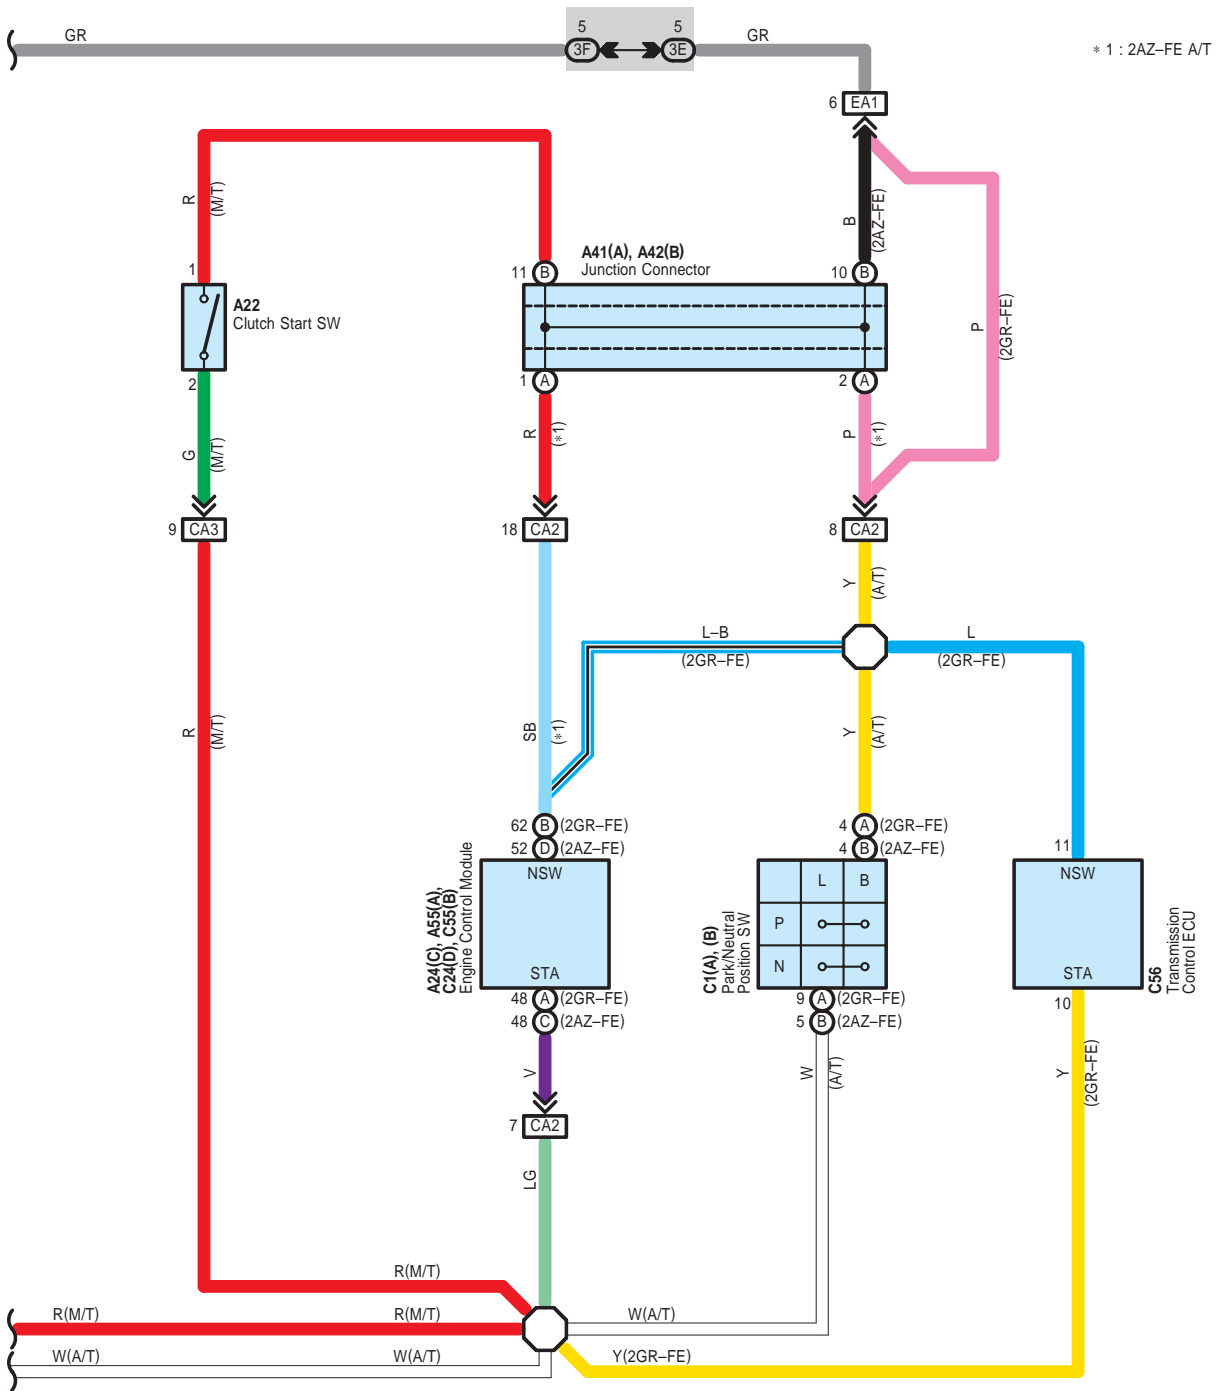 GR
5
5
3F
3E
GR
* 1 : 2AZ–FE A/T
6
EA1
R
(M/T)
B
(2AZ–FE)
P
(2GR–FE)
A41(A), A42(B)
Junction Connector
11
B
10
B
1
A22
Clutch Start SW
2
1
A
2
A
G
(M/T)
R
(*1)
P
(*1)
9
CA3
18
CA2
8
CA2
Y
(A/T)
L–B
(2GR–FE)
L
(2GR–FE)
R
(M/T)
SB
(*1)
Y
(A/T)
62
B
(2GR–FE)
52
D
(2AZ–FE)
4
A
(2GR–FE)
4
B
(2AZ–FE)
11
NSW
STA
A24(C), A55(A),
C24(D), C55(B)
Engine Control Module
L
B
P
N
C1(A), (B)
Park/Neutral
Position SW
NSW
STA
C56
Transmission
Control ECU
48
A
(2GR–FE)
48
C
(2AZ–FE)
9
A
(2GR–FE)
5
B
(2AZ–FE)
10
V
W
(A/T)
Y
(2GR–FE)
7
CA2
LG
R(M/T)
R(M/T)
R(M/T)
W(A/T)
W(A/T)
W(A/T)
Y(2GR–FE)